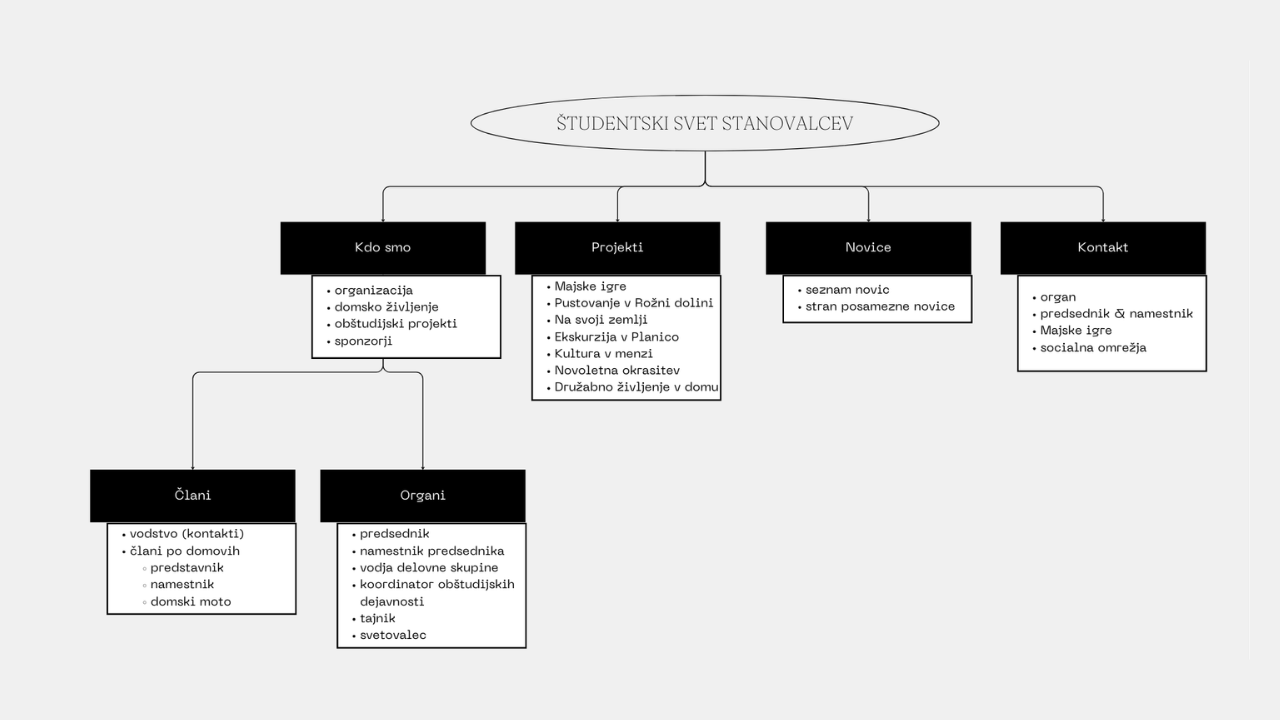 ŠTUDENTSKI SVET STANOVALCEV
Kdo smo
• organizacija
• domsko življenje
• obštudijski projekti
• sponzorji
Projekti
• Majske igre
• Pustovanje v Rožni dolini
• Na svoji zemlji
• Ekskurzija v Planico
• Kultura v menzi
• Novoletna okrasitev
• Družabno življenje v domu
Novice
• seznam novic
• stran posamezne novice
Kontakt
• organ
• predsednik & namestnik
• Majske igre
• socialna omrežja
Člani
• vodstvo (kontakti)
• člani po domovih
◦ predstavnik
◦ namestnik
◦ domski moto
Organi
• predsednik
• namestnik predsednika
• vodja delovne skupine
• koordinator obštudijskih
dejavnosti
• tajnik
• svetovalec